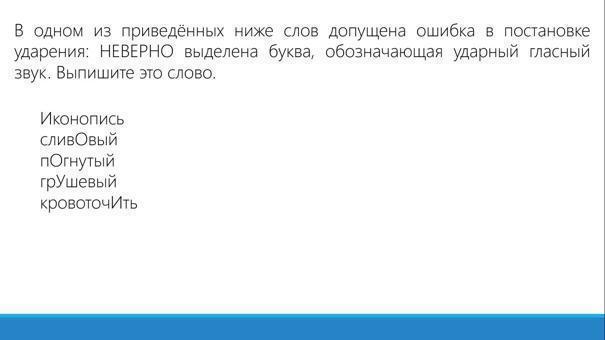 В одном из приведённых ниже слов допущена ошибка в постановке
ударения: НЕВЕРНО выделена буква, обозначающая ударный гласный
звук. Выпишите это слово.
Иконопись
сливОвый
пОгнутый
грУшевый
кровоточИть